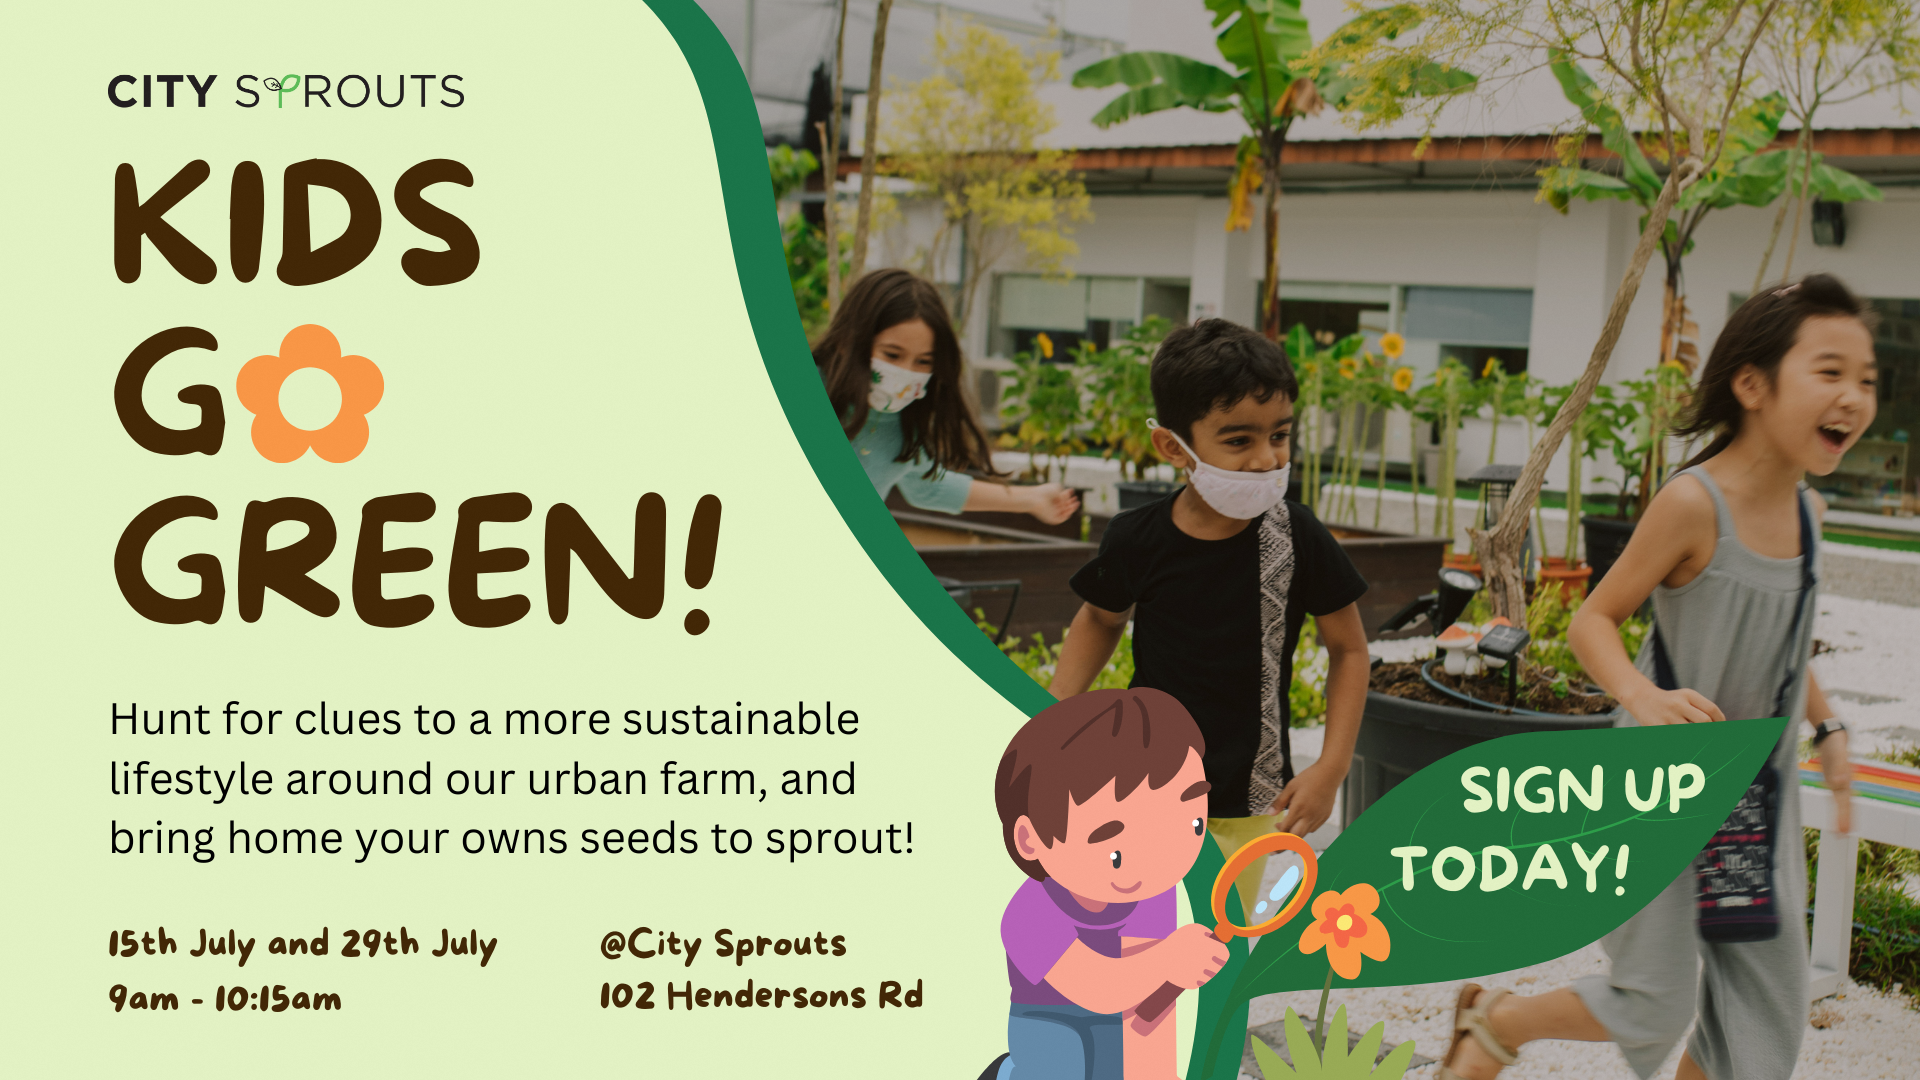 CITY SPROUTS
KIDS
GO
GREEN!
Hunt for clues to a more sustainable
lifestyle around our urban farm, and
bring home your owns seeds to sprout!
15th July and 29th July
9am - 10:15am
@City Sprouts
102 Hendersons Rd
SIGN UP
TODAY!